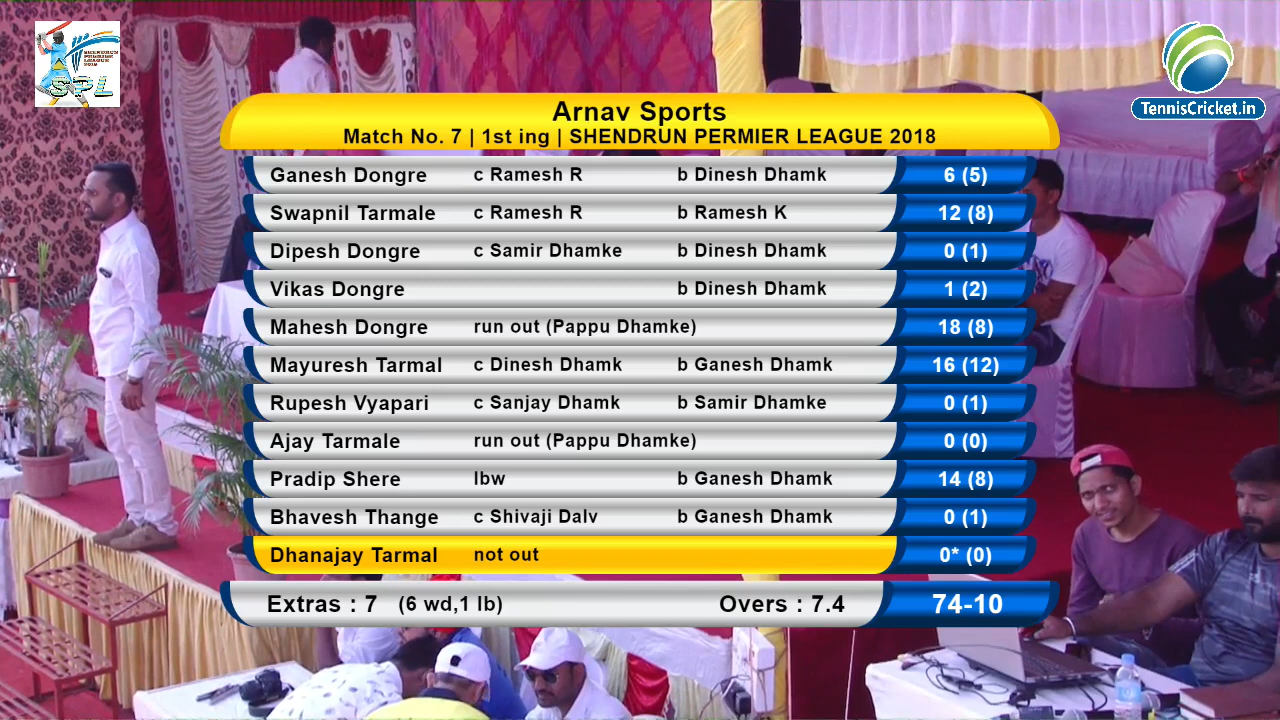 SHENDRUN
PREMIER
LEAGUE
2018
SPL
TennisCricket.in
Arnav Sports
Match No. 7 | 1st ing | SHENDRUN PERMIER LEAGUE 2018
Ganesh Dongre c Ramesh R b Dinesh Dhamk 6 (5)
Swapnil Tarmale c Ramesh R b Ramesh K 12 (8)
Dipesh Dongre c Samir Dhamke b Dinesh Dhamk 0 (1)
Vikas Dongre b Dinesh Dhamk 1 (2)
Mahesh Dongre run out (Pappu Dhamke) 18 (8)
Mayuresh Tarmal c Dinesh Dhamk b Ganesh Dhamk 16 (12)
Rupesh Vyapari c Sanjay Dhamk b Samir Dhamke 0 (1)
Ajay Tarmale run out (Pappu Dhamke) 0 (0)
Pradip Shere lbw b Ganesh Dhamk 14 (8)
Bhavesh Thange c Shivaji Dalv b Ganesh Dhamk 0 (1)
Dhanajay Tarmal not out 0* (0)
Extras : 7 (6 wd,1 lb) Overs : 7.4 74-10